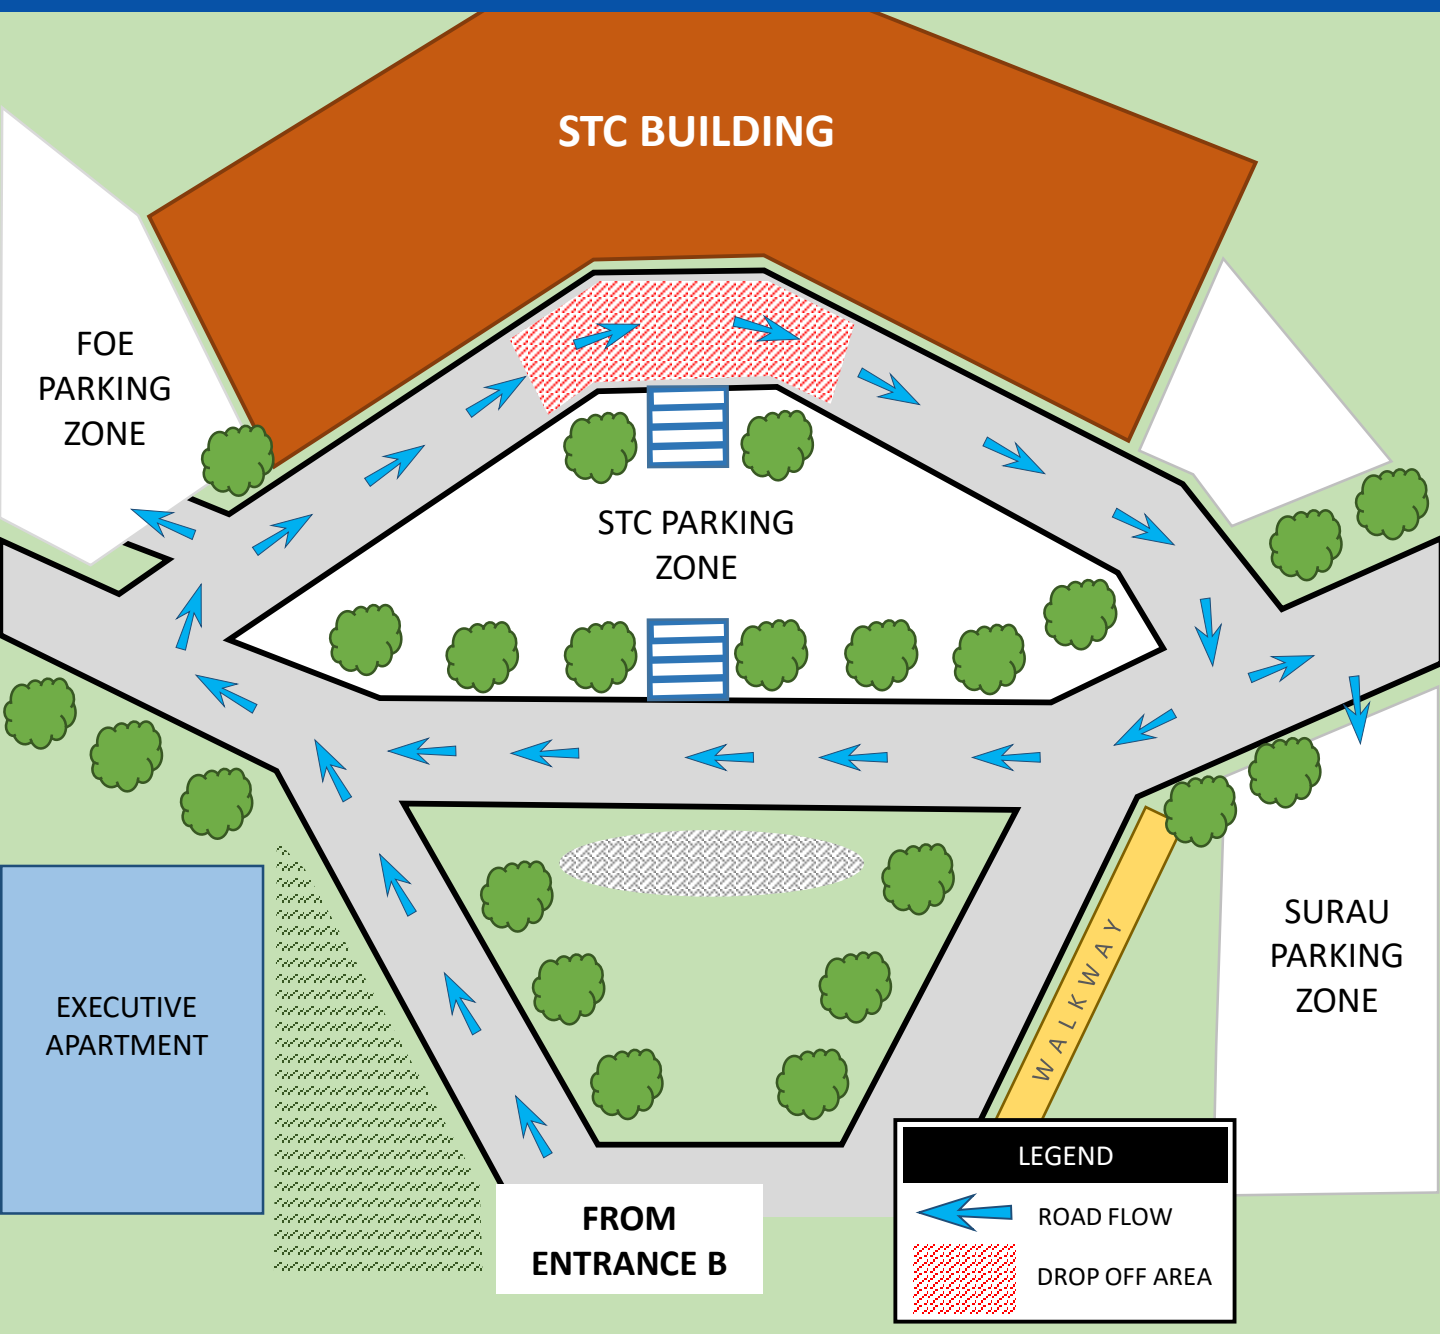 STC BUILDING
FOE
PARKING
ZONE
STC PARKING
ZONE
EXECUTIVE
APARTMENT
WALKWAY
SURAU
PARKING
ZONE
FROM
ENTRANCE B
LEGEND
ROAD FLOW
DROP OFF AREA